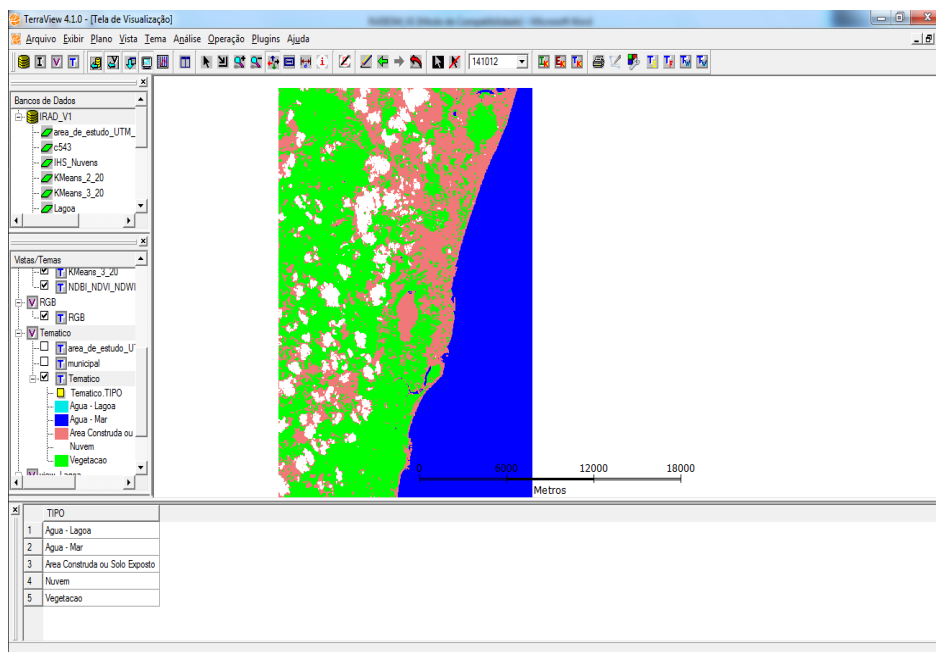 TerraView 4.1.0 - [Tela de Visualização]
Arquivo Exibir Plano Vista Tema Análise Operação Plugins Ajuda
141012
Bancos de Dados
IRAD_V1
area_de_estudo_UTM_
c543
IHS_Nuvens
KMeans_2_20
KMeans_3_20
Lagoa
Vistas/Temas
KMeans_3_20
NDBI_NDVI_NDWI
RGB
RGB
Tematico
area_de_estudo_UT
municipal
Tematico
Tematico.TIPO
Agua - Lagoa
Agua - Mar
Area Construda ou
Nuvem
Vegetacao
0 6000 12000 18000
Metros
TIPO
1 Agua - Lagoa
2 Agua - Mar
3 Area Construda ou Solo Exposto
4 Nuvem
5 Vegetacao